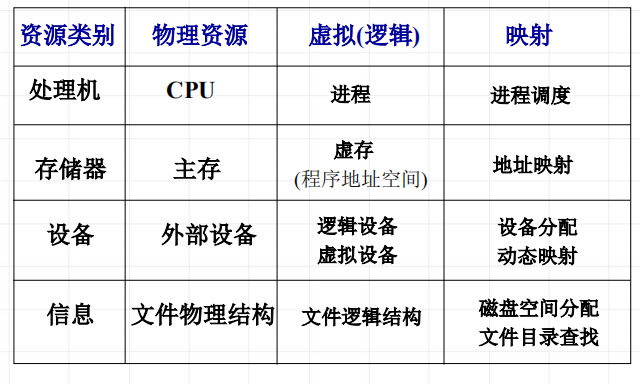 资源类别 物理资源 虚拟(逻辑) 映射
处理机 CPU 进程 进程调度
存储器 主存 虚存 地址映射
(程序地址空间)
设备 外部设备 逻辑设备 设备分配
虚拟设备 动态映射
信息 文件物理结构 文件逻辑结构 磁盘空间分配
文件目录查找